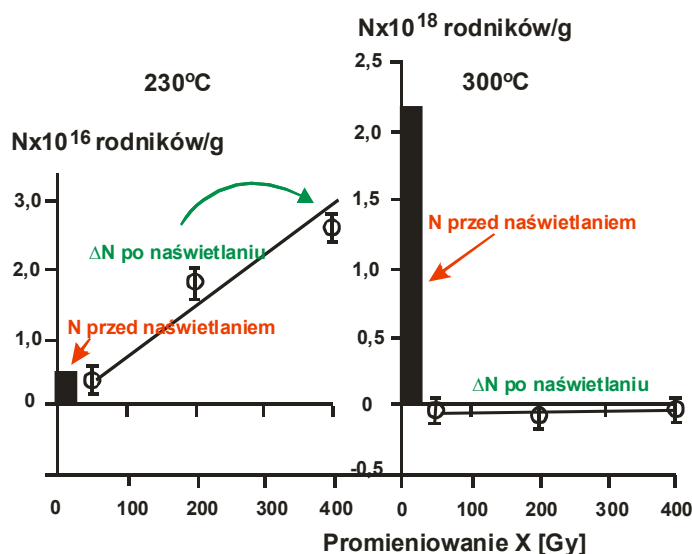 Nx10¹⁸ rodników/g
230ºC
300ºC
Nx10¹⁶ rodników/g
2,5
2,0
1,5
1,0
0,5
0
-0,5
3,0
2,0
1,0
0
ΔN po naświetlaniu
N przed naświetlaniem
N przed naświetlaniem
ΔN po naświetlaniu
0 100 200 300 400
0 100 200 300 400
Promieniowanie X [Gy]